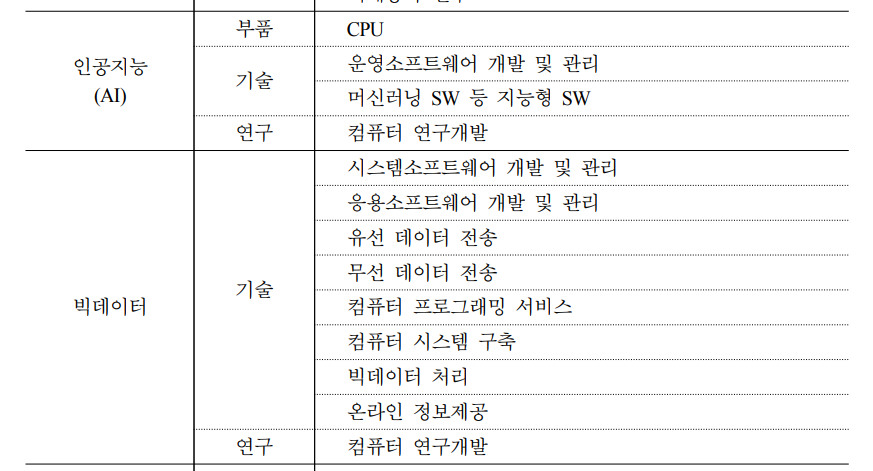 부품 CPU
인공지능
(AI)
기술
운영소프트웨어 개발 및 관리
머신러닝 SW 등 지능형 SW
연구 컴퓨터 연구개발
빅데이터
기술
시스템소프트웨어 개발 및 관리
응용소프트웨어 개발 및 관리
유선 데이터 전송
무선 데이터 전송
컴퓨터 프로그래밍 서비스
컴퓨터 시스템 구축
빅데이터 처리
온라인 정보제공
연구 컴퓨터 연구개발